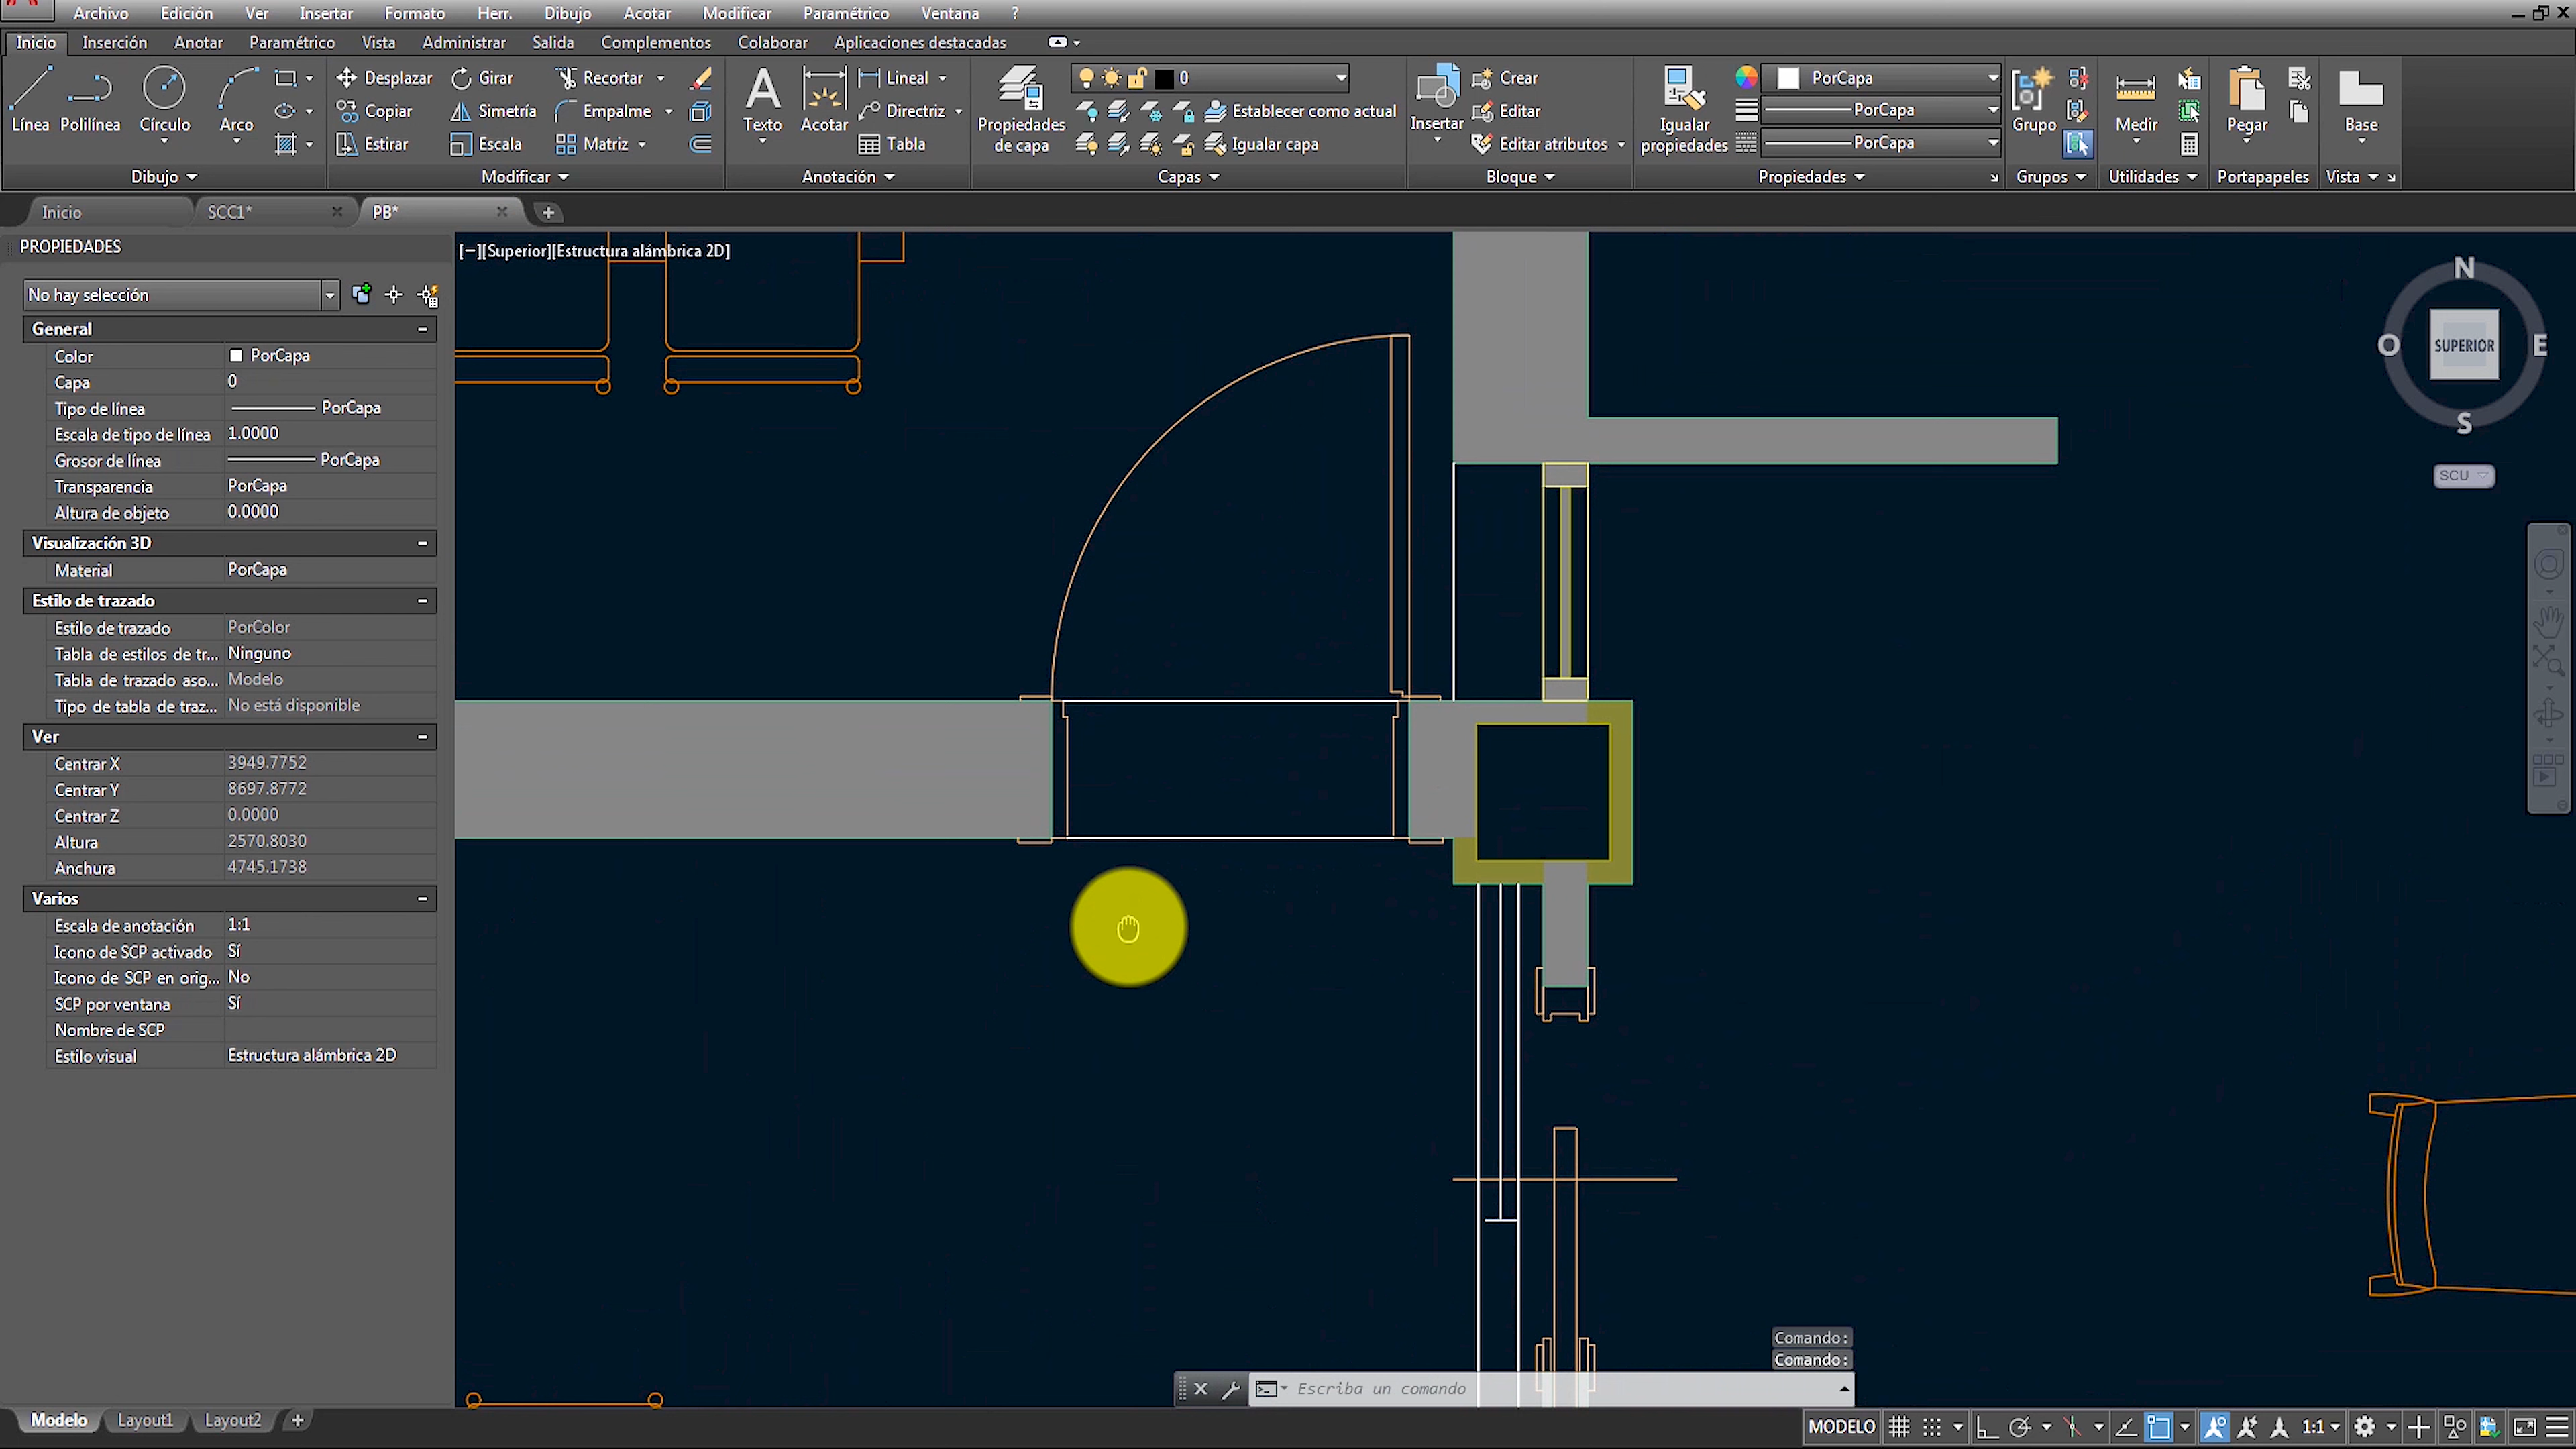 Archivo Edición Ver Insertar Formato Herr. Dibujo Acotar Modificar Paramétrico Ventana ?
Inicio Inserción Anotar Paramétrico Vista Administrar Salida Complementos Colaborar Aplicaciones destacadas
Línea Polilínea Círculo Arco
Desplazar Girar Recortar
Copiar Simetría Empalme
Estirar Escala Matriz
Texto Acotar
Lineal
Directriz
Tabla
Propiedades de capa
0
Establecer como actual
Igualar capa
Insertar
Crear
Editar
Editar atributos
Igualar propiedades
PorCapa
PorCapa
PorCapa
Grupo Medir Pegar Base
Dibujo Modificar Anotación Capas Bloque Propiedades Grupos Utilidades Portapapeles Vista
Inicio SCC1* PB*
PROPIEDADES
[−][Superior][Estructura alámbrica 2D]
No hay selección
General
Color PorCapa
Capa 0
Tipo de línea PorCapa
Escala de tipo de línea 1.0000
Grosor de línea PorCapa
Transparencia PorCapa
Altura de objeto 0.0000
Visualización 3D
Material PorCapa
Estilo de trazado
Estilo de trazado PorColor
Tabla de estilos de tr... Ninguno
Tabla de trazado aso... Modelo
Tipo de tabla de traz... No está disponible
Ver
Centrar X 3949.7752
Centrar Y 8697.8772
Centrar Z 0.0000
Altura 2570.8030
Anchura 4745.1738
Varios
Escala de anotación 1:1
Icono de SCP activado Sí
Icono de SCP en orig... No
SCP por ventana Sí
Nombre de SCP
Estilo visual Estructura alámbrica 2D
N
O SUPERIOR E
S
SCU
Comando:
Comando:
Escriba un comando
Modelo Layout1 Layout2 +
MODELO 1:1